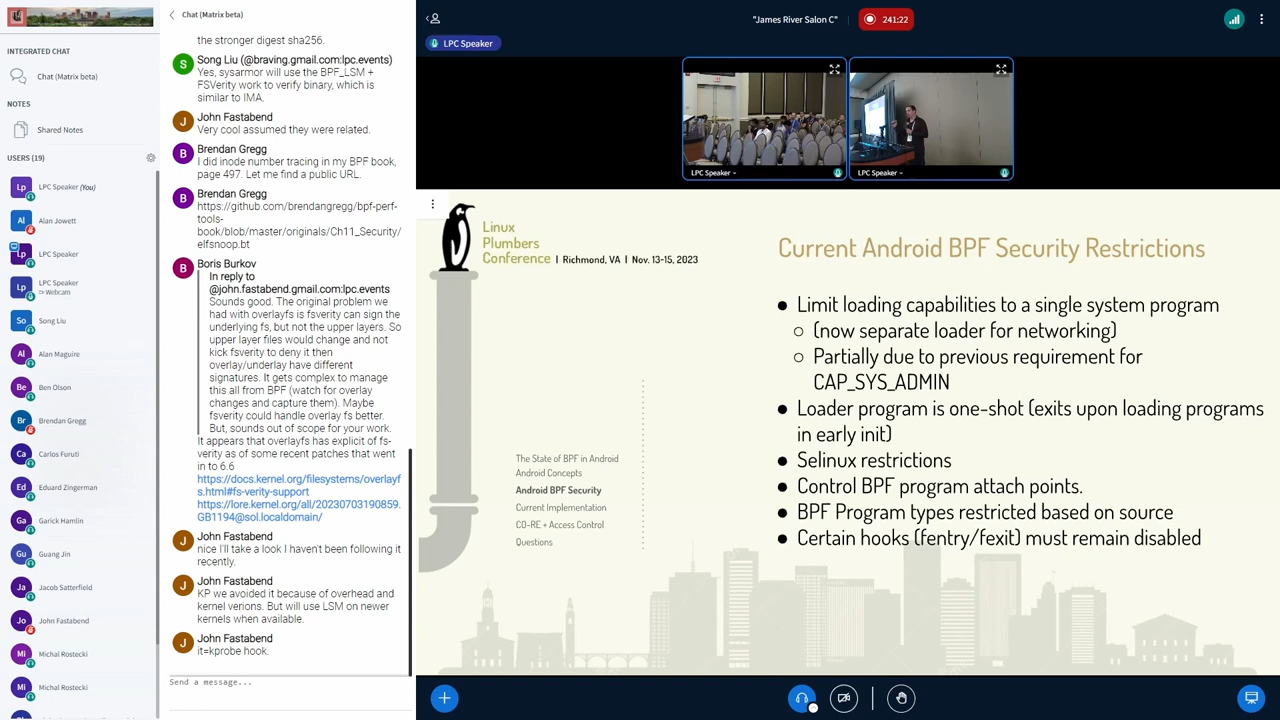 INTEGRATED CHAT
Chat (Matrix beta)
NOTES
Shared Notes
USERS (19)
Lp
LPC Speaker (You)
Al
Alan Jowett
Lp
LPC Speaker
Lp
LPC Speaker
Webcam
So
Song Liu
Al
Alan Maguire
Be
Ben Olson
Br
Brendan Gregg
Ca
Carlos Furuti
Ed
Eduard Zingerman
Ga
Garick Hamlin
Gu
Guang Jin
Ja
Jacob Satterfield
Jo
John Fastabend
Mi
Michal Rostecki
Mi
Michal Rostecki
Chat (Matrix beta)
the stronger digest sha256.
S
Song Liu (@braving.gmail.com:lpc.events)
Yes, sysarmor will use the BPF_LSM +
FSVerity work to verify binary, which is
similar to IMA.
J
John Fastabend
Very cool assumed they were related.
B
Brendan Gregg
I did inode number tracing in my BPF book,
page 497. Let me find a public URL.
B
Brendan Gregg
https://github.com/brendangregg/bpf-perf-
tools-
book/blob/master/originals/Ch11_Security/
elfsnoop.bt
B
Boris Burkov
In reply to
@john.fastabend.gmail.com:lpc.events
Sounds good. The original problem we
had with overlayfs is fsverity can sign the
underlying fs, but not the upper layers. So
upper layer files would change and not
kick fsverity to deny it then
overlay/underlay have different
signatures. It gets complex to manage
this all from BPF (watch for overlay
changes and capture them). Maybe
fsverity could handle overlay fs better.
But, sounds out of scope for your work.
It appears that overlayfs has explicit of fs-
verity as of some recent patches that went
in to 6.6
https://docs.kernel.org/filesystems/overlayf
s.html#fs-verity-support
https://lore.kernel.org/all/20230703190859.
GB1194@sol.localdomain/
J
John Fastabend
nice I'll take a look I haven't been following it
recently.
J
John Fastabend
KP we avoided it because of overhead and
kernel verions. But will use LSM on newer
kernels when available.
J
John Fastabend
it=kprobe hook.
Send a message...
"James River Salon C"
241:22
LPC Speaker
LPC Speaker
LPC Speaker
Linux
Plumbers
Conference | Richmond, VA | Nov. 13-15, 2023
The State of BPF in Android
Android Concepts
Android BPF Security
Current Implementation
CO-RE + Access Control
Questions
Current Android BPF Security Restrictions
● Limit loading capabilities to a single system program
○ (now separate loader for networking)
○ Partially due to previous requirement for
CAP_SYS_ADMIN
● Loader program is one-shot (exits upon loading programs
in early init)
● Selinux restrictions
● Control BPF program attach points.
● BPF Program types restricted based on source
● Certain hooks (fentry/fexit) must remain disabled